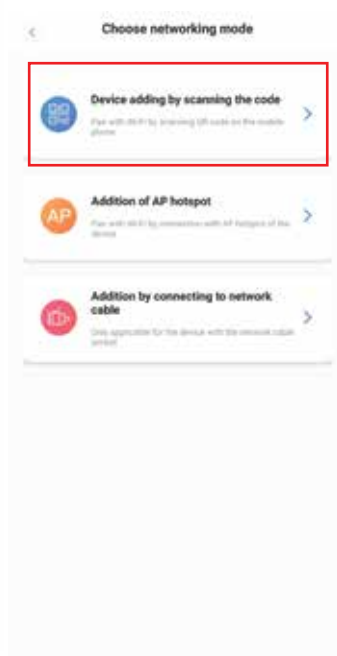 Choose networking mode
Device adding by scanning the code
Pair with Wi-Fi by scanning QR code on the mobile
phone
AP
Addition of AP hotspot
Pair with Wi-Fi by connection with AP hotspot of the
device
Addition by connecting to network
cable
Only applicable for the device with the network cable
socket